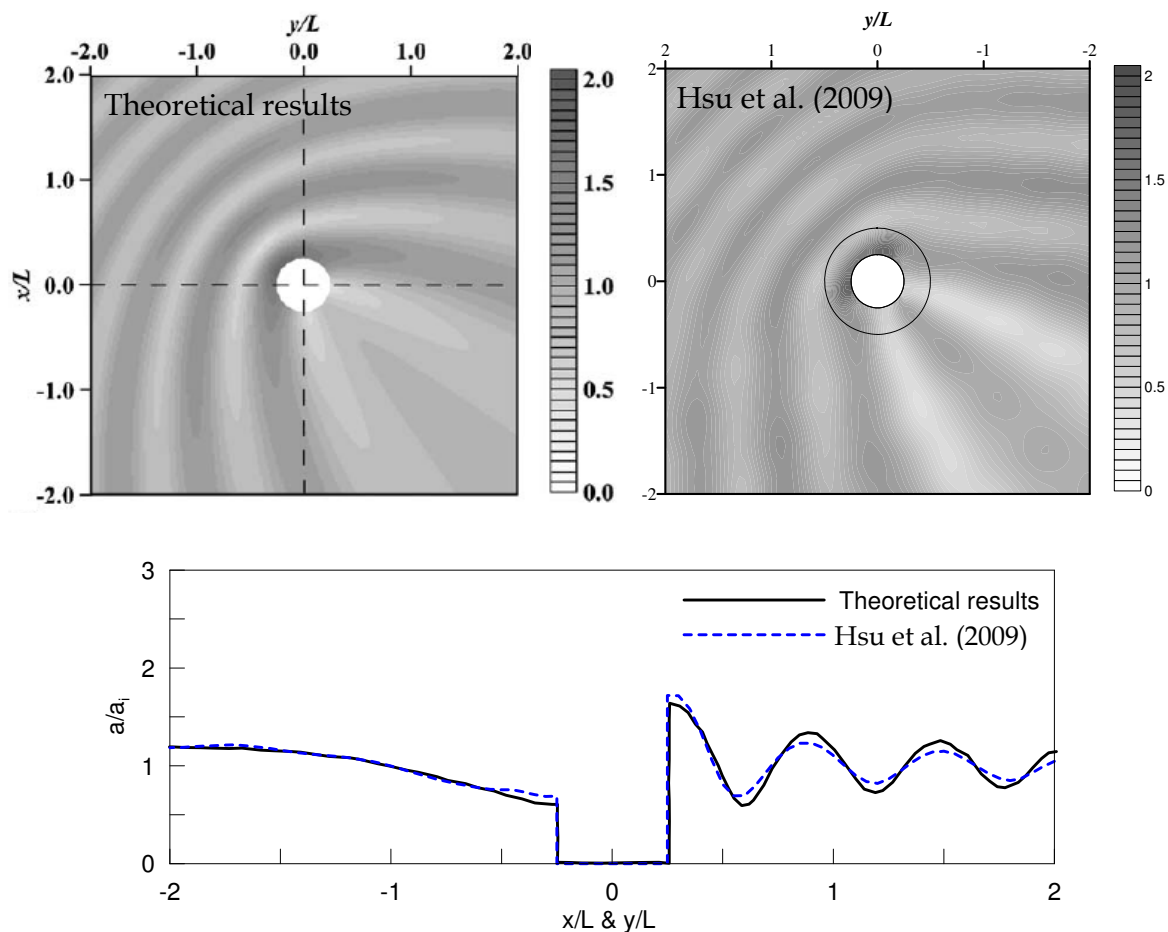 y/L
-2.0 -1.0 0.0 1.0 2.0
2.0
1.0
0.0
-1.0
-2.0
x/L
Theoretical results
2.0
1.5
1.0
0.5
0.0
y/L
2 1 0 -1 -2
2
1
0
-1
-2
Hsu et al. (2009)
2
1.5
1
0.5
0
3
2
1
0
a/ai
Theoretical results
Hsu et al. (2009)
-2 -1 0 1 2
x/L & y/L